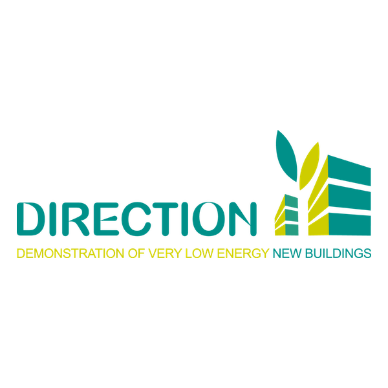 DIRECTION
DEMONSTRATION OF VERY LOW ENERGY NEW BUILDINGS